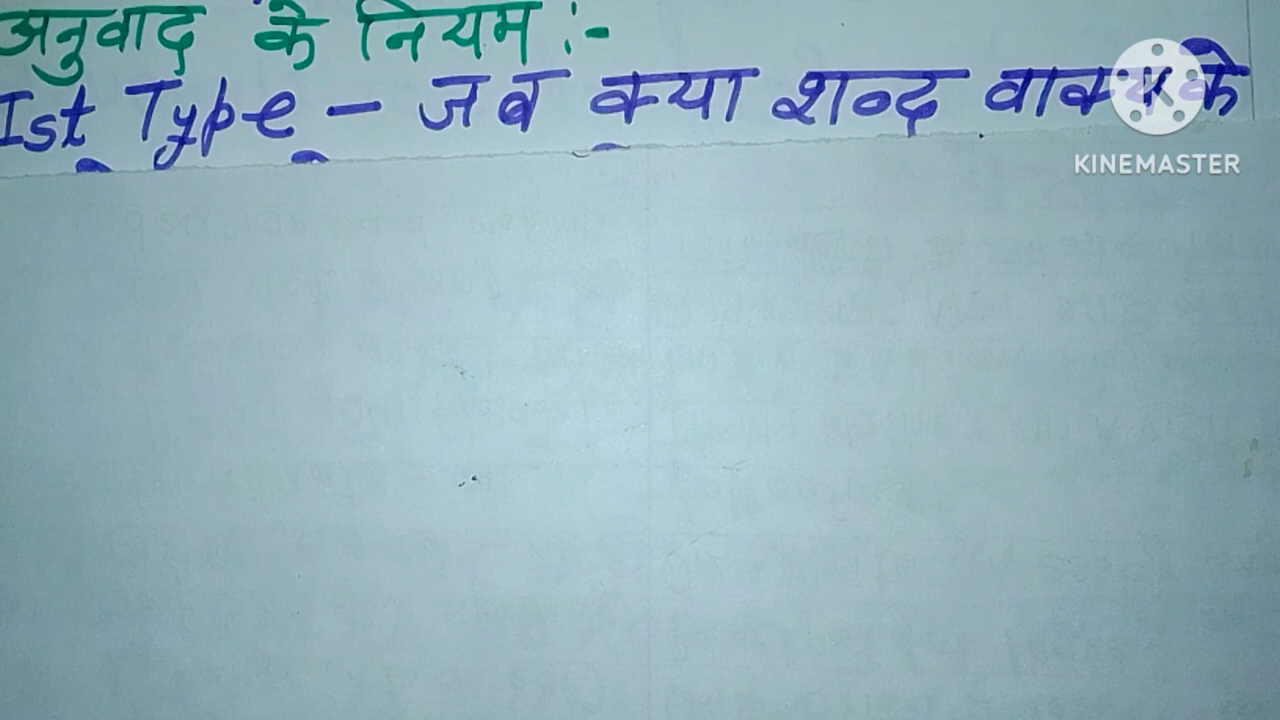 अनुवाद के नियम :-
Ist Type - जब क्या शब्द वाक्य के
KINEMASTER